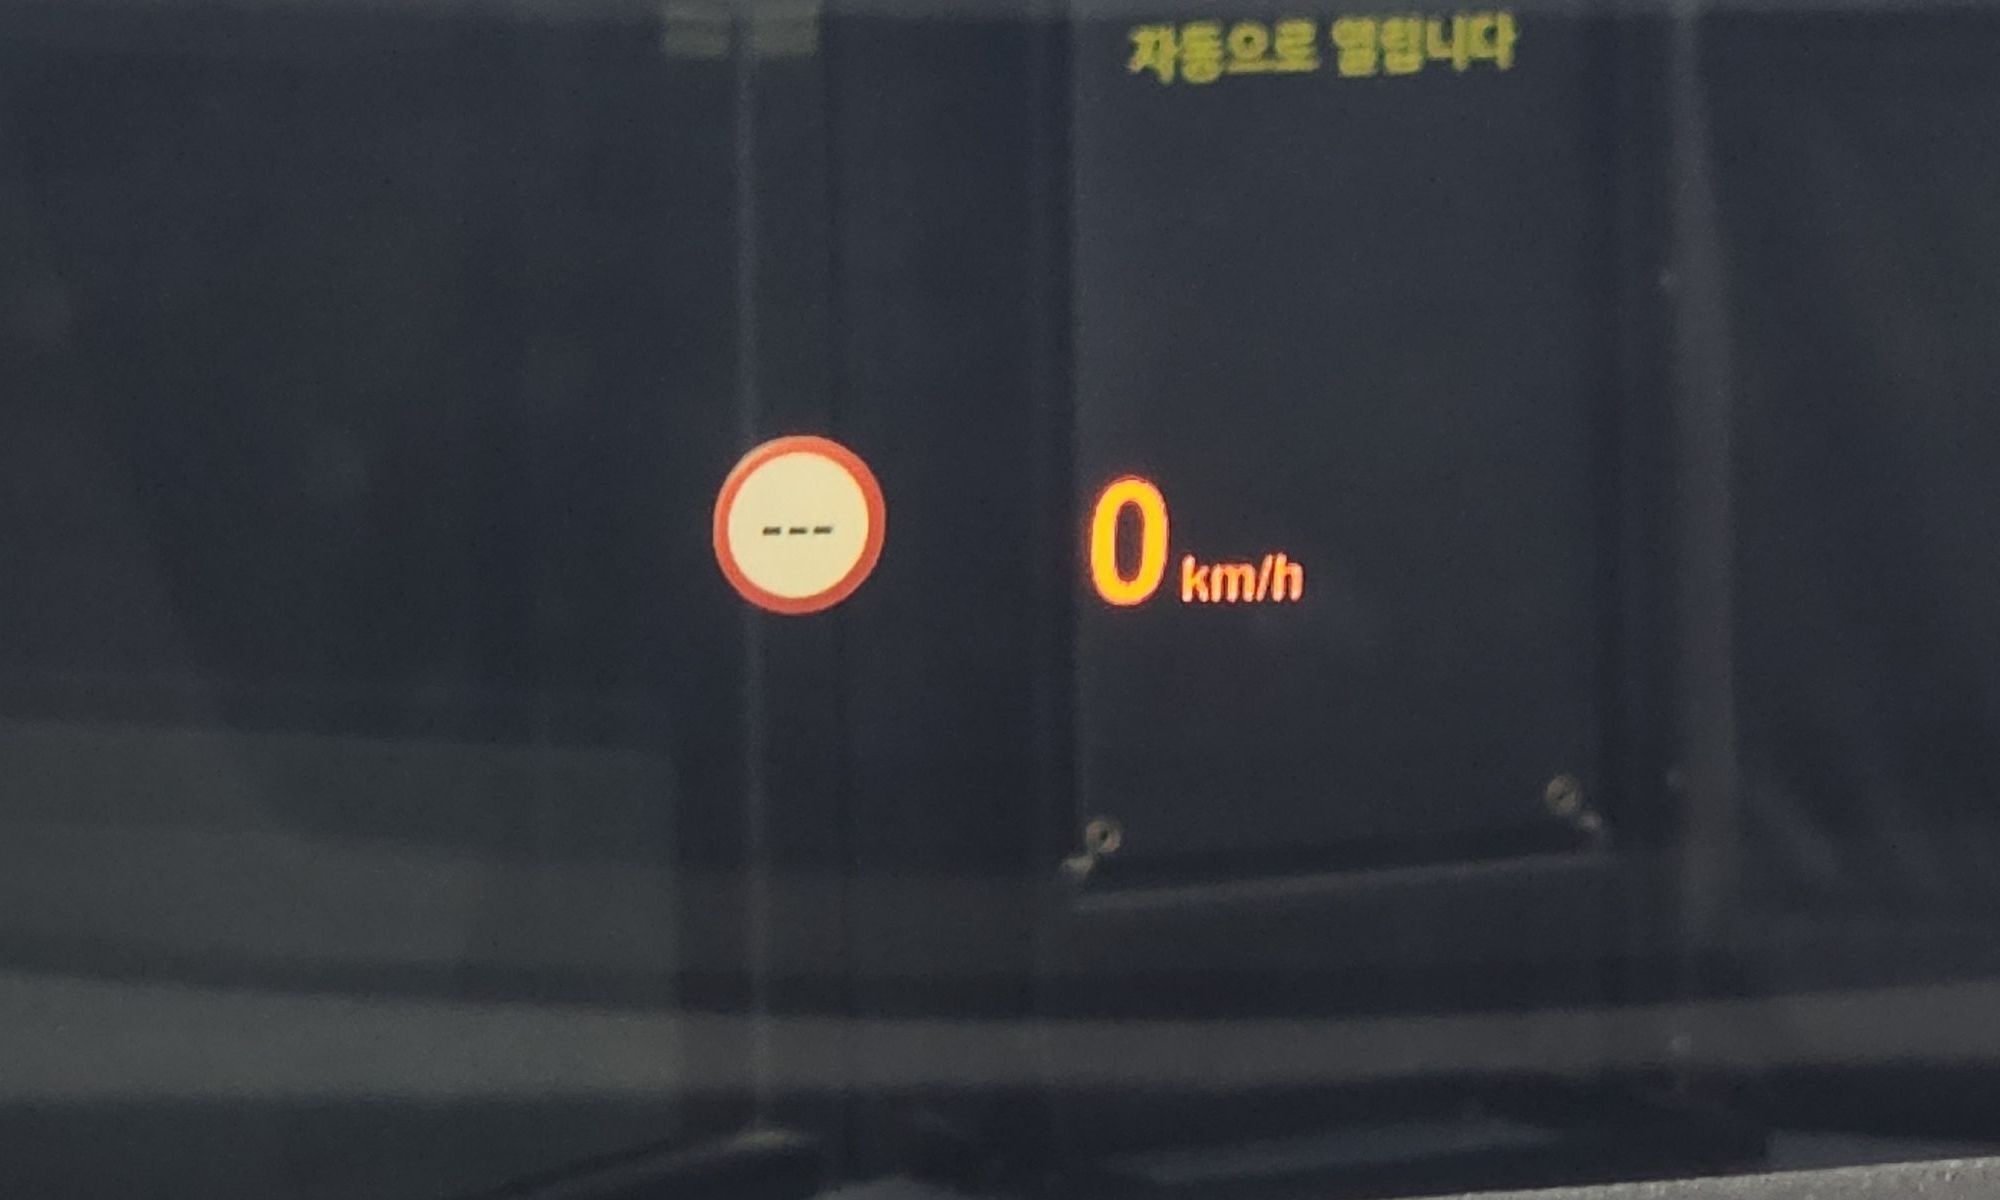 자동으로 열립니다
---
0 km/h